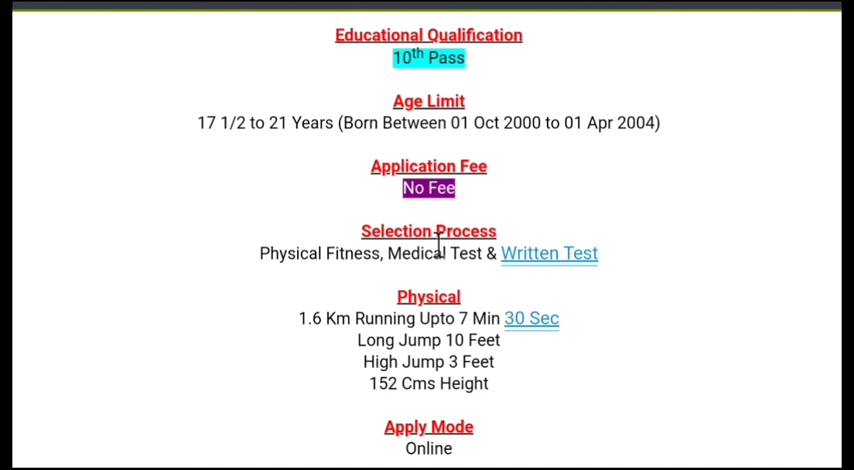 Educational Qualification
10th Pass
Age Limit
17 1/2 to 21 Years (Born Between 01 Oct 2000 to 01 Apr 2004)
Application Fee
No Fee
Selection Process
Physical Fitness, Medical Test & Written Test
Physical
1.6 Km Running Upto 7 Min 30 Sec
Long Jump 10 Feet
High Jump 3 Feet
152 Cms Height
Apply Mode
Online